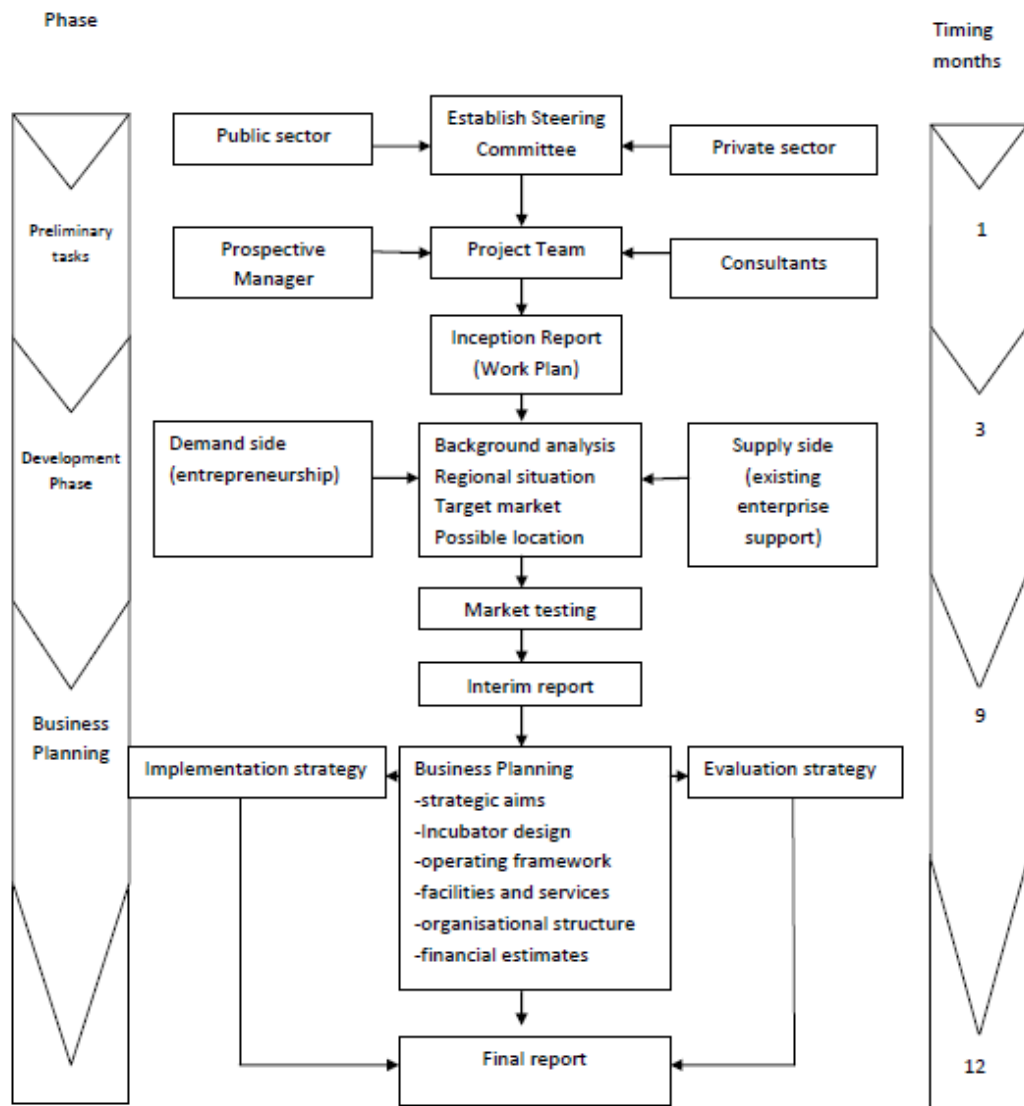 Phase
Timing
months
Public sector
Establish Steering
Committee
Private sector
Preliminary
tasks
1
Prospective
Manager
Project Team
Consultants
Inception Report
(Work Plan)
3
Development
Phase
Demand side
(entrepreneurship)
Background analysis
Regional situation
Target market
Possible location
Supply side
(existing
enterprise
support)
Market testing
Interim report
9
Business
Planning
Implementation strategy
Business Planning
-strategic aims
-Incubator design
-operating framework
-facilities and services
-organisational structure
-financial estimates
Evaluation strategy
Final report
12